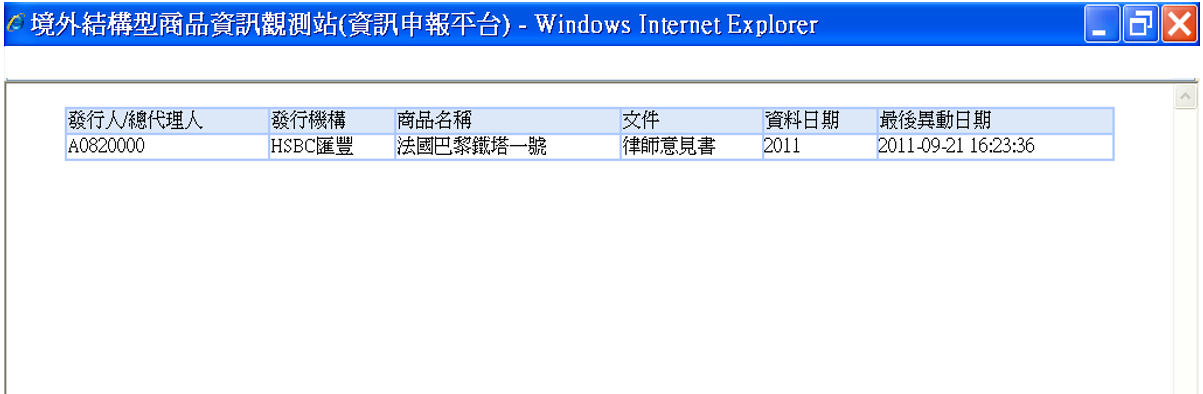 境外結構型商品資訊觀測站(資訊申報平台) - Windows Internet Explorer
發行人/總代理人 發行機構 商品名稱 文件 資料日期 最後異動日期
A0820000 HSBC匯豐 法國巴黎鐵塔一號 律師意見書 2011 2011-09-21 16:23:36